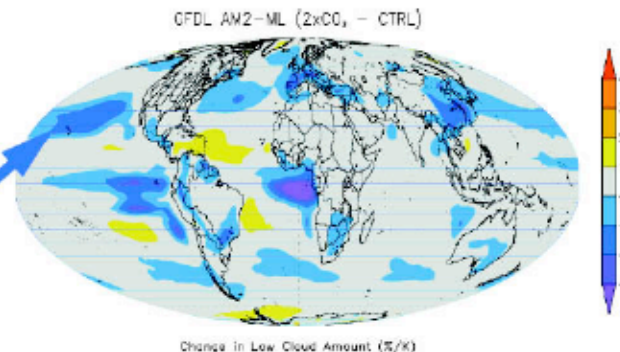 GFDL AM2-ML (2xCO₂ - CTRL)
Change in Low Cloud Amount (%/K)